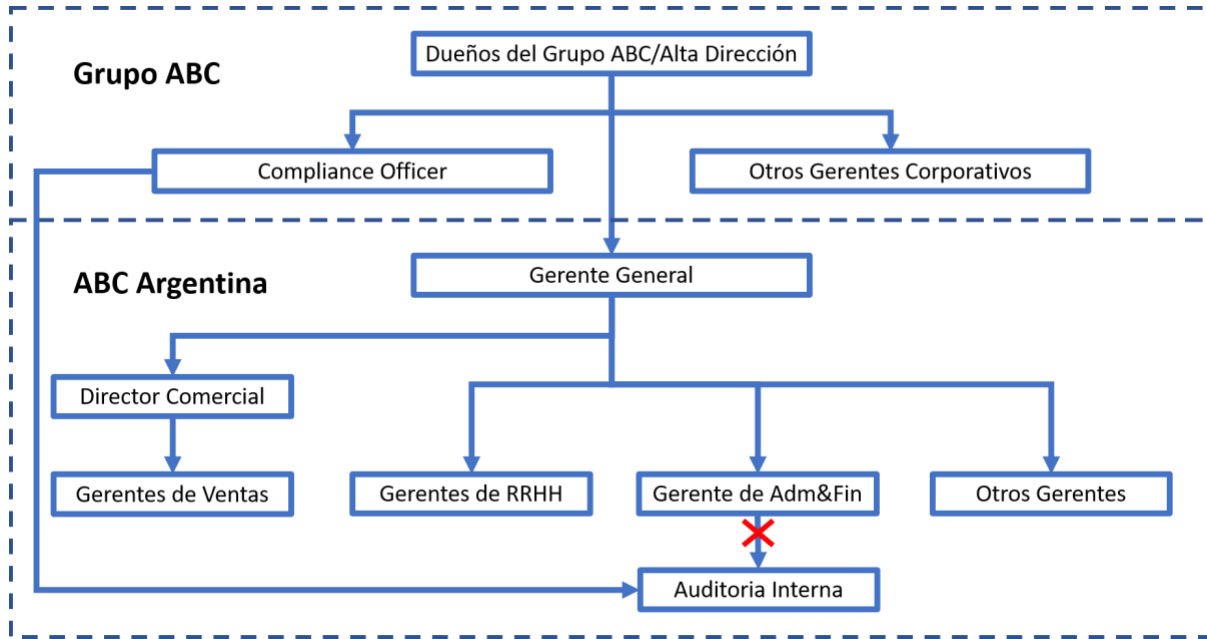 Dueños del Grupo ABC/Alta Dirección
Grupo ABC
Compliance Officer
Otros Gerentes Corporativos
ABC Argentina
Gerente General
Director Comercial
Gerentes de Ventas
Gerentes de RRHH
Gerente de Adm&Fin
Otros Gerentes
Auditoria Interna